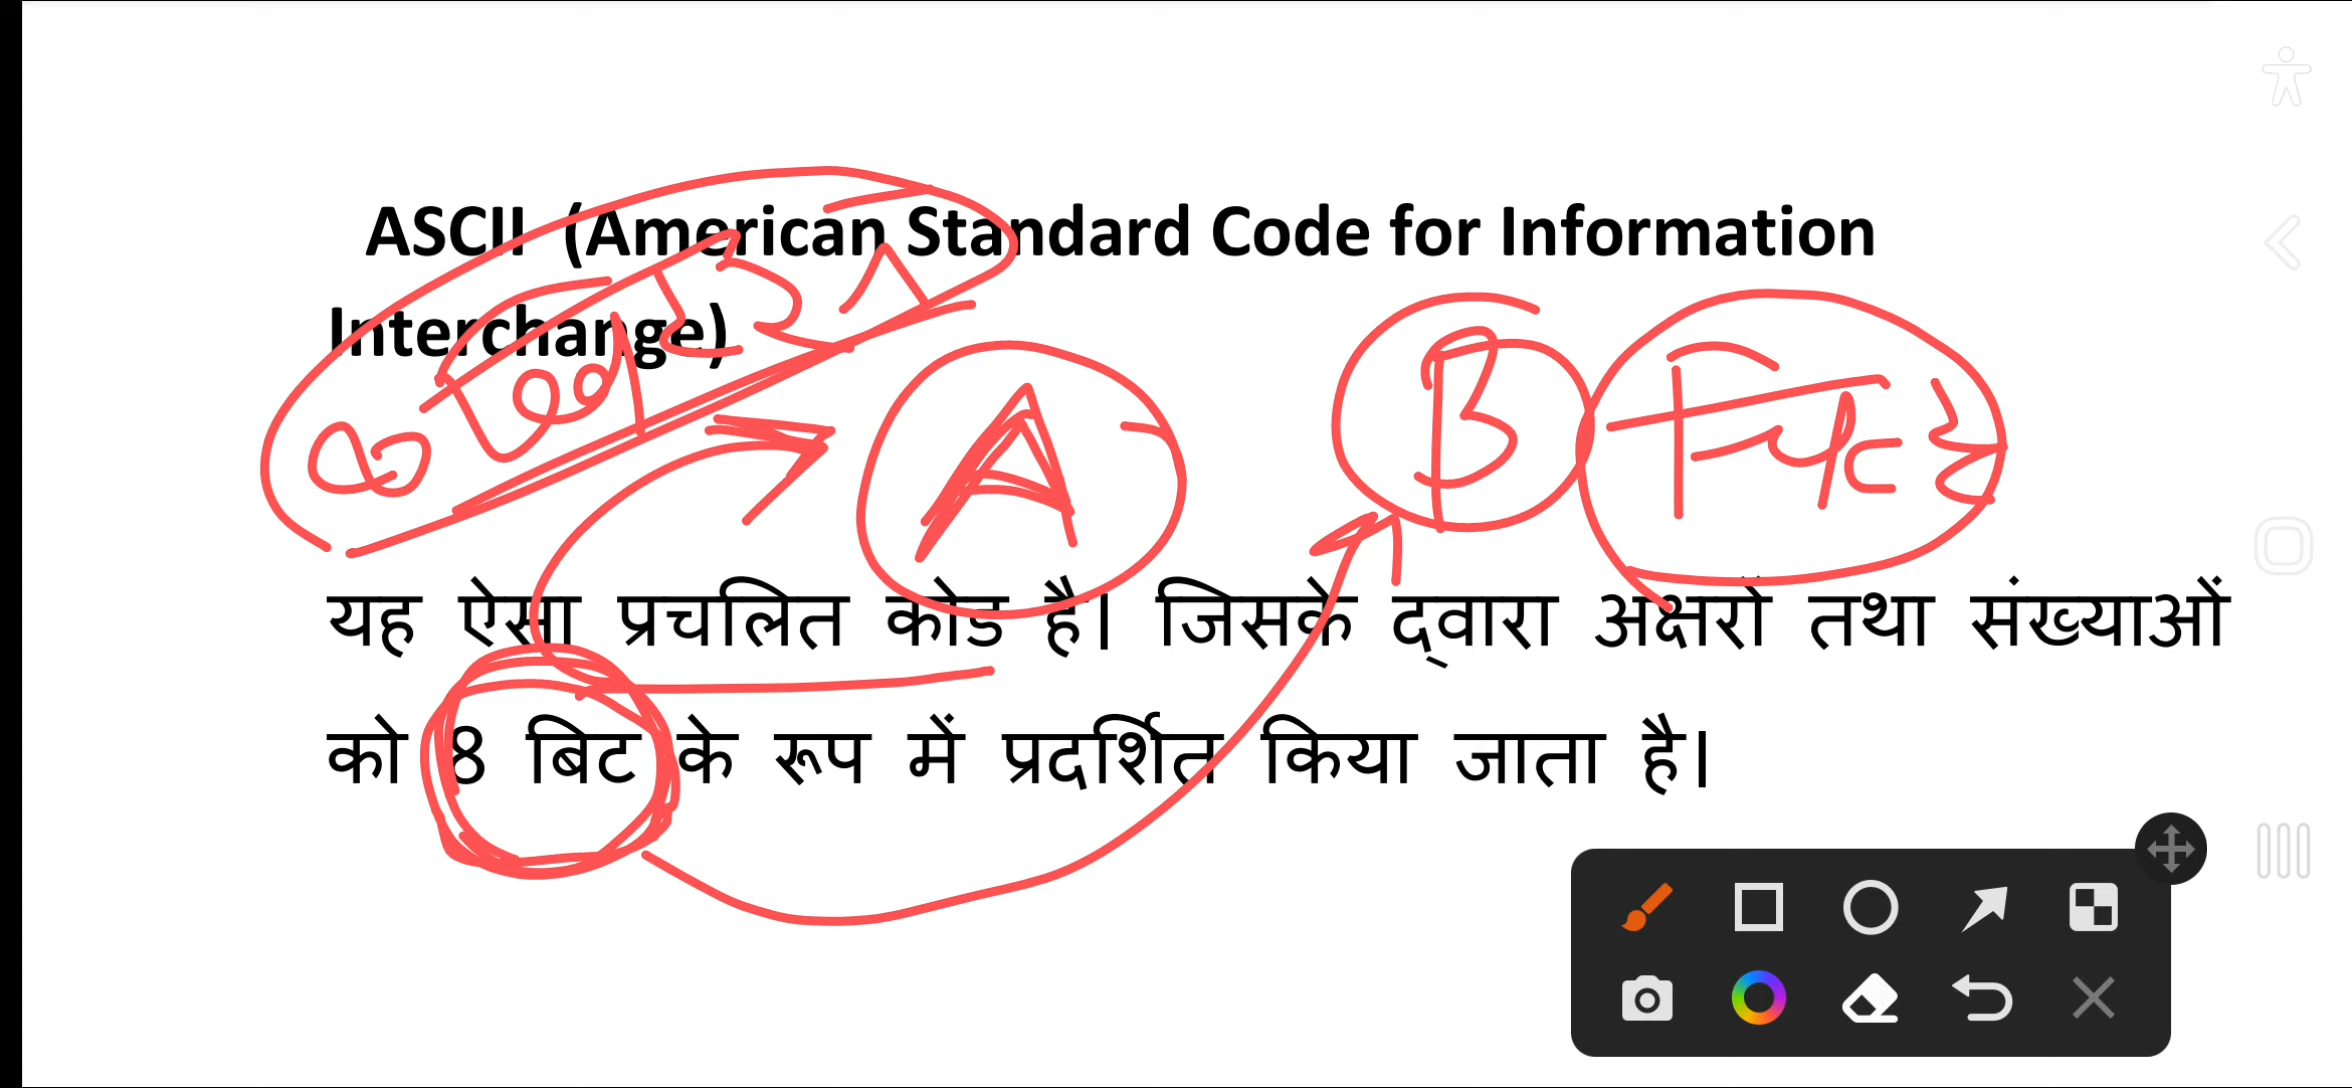 ASCII (American Standard Code for Information
Interchange)
A
B
यह ऐसा प्रचलित कोड है। जिसके द्वारा अक्षरों तथा संख्याओं
को 8 बिट के रूप में प्रदर्शित किया जाता है।